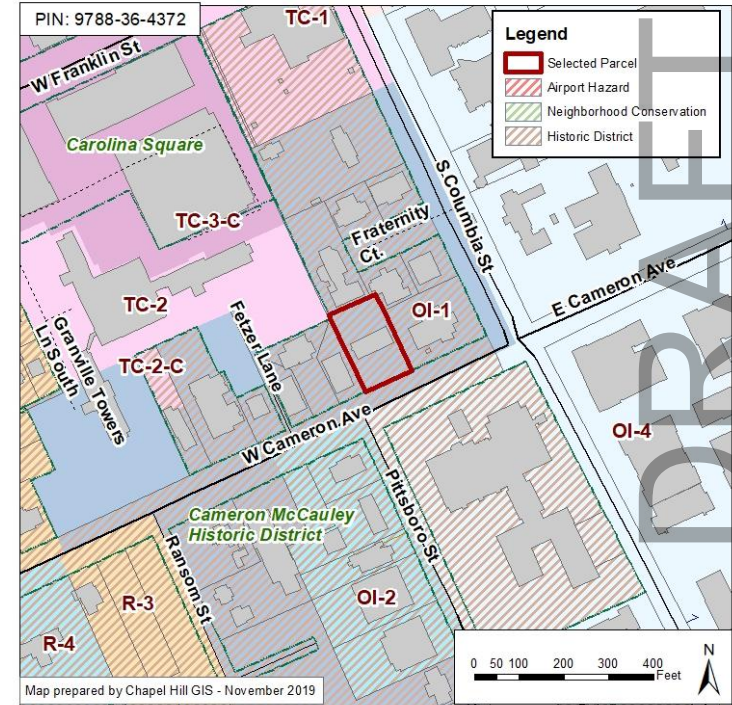 PIN: 9788-36-4372
TC-1
W Franklin St
Legend
Selected Parcel
Airport Hazard
Neighborhood Conservation
Historic District
Carolina Square
S Columbia St
TC-3-C
Fraternity
Ct.
E Cameron Ave
TC-2
OI-1
Fetzer Lane
Granville Towers
Ln South
TC-2-C
W Cameron Ave
OI-4
Pittsboro St
Cameron McCauley
Historic District
Ransom St
OI-2
R-3
R-4
DRAFT
N
0 50 100 200 300 400
Feet
Map prepared by Chapel Hill GIS - November 2019